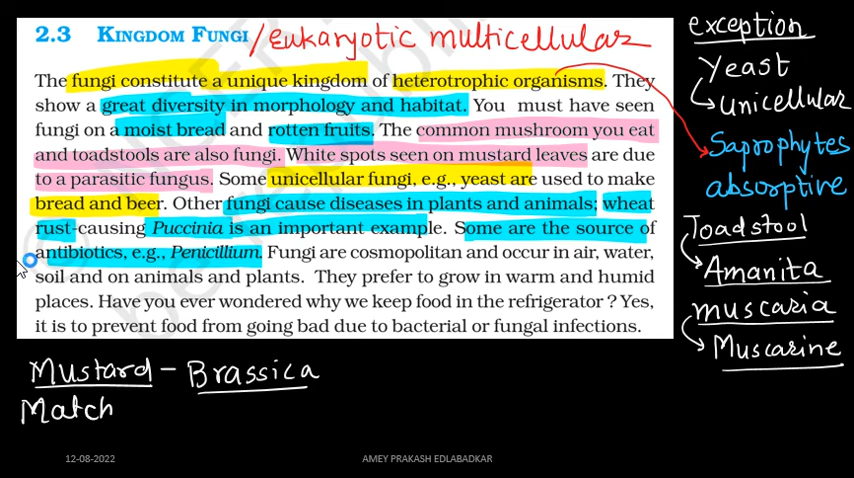 2.3 KINGDOM FUNGI /eukaryotic multicellular
The fungi constitute a unique kingdom of heterotrophic organisms. They
show a great diversity in morphology and habitat. You must have seen
fungi on a moist bread and rotten fruits. The common mushroom you eat
and toadstools are also fungi. White spots seen on mustard leaves are due
to a parasitic fungus. Some unicellular fungi, e.g., yeast are used to make
bread and beer. Other fungi cause diseases in plants and animals; wheat
rust-causing Puccinia is an important example. Some are the source of
antibiotics, e.g., Penicillium. Fungi are cosmopolitan and occur in air, water,
soil and on animals and plants. They prefer to grow in warm and humid
places. Have you ever wondered why we keep food in the refrigerator ? Yes,
it is to prevent food from going bad due to bacterial or fungal infections.
exception
Yeast
Unicellular
Saprophytes
absorptive
Toadstool
Amanita
muscaria
Muscarine
Mustard - Brassica
Match
12-08-2022
AMEY PRAKASH EDLABADKAR